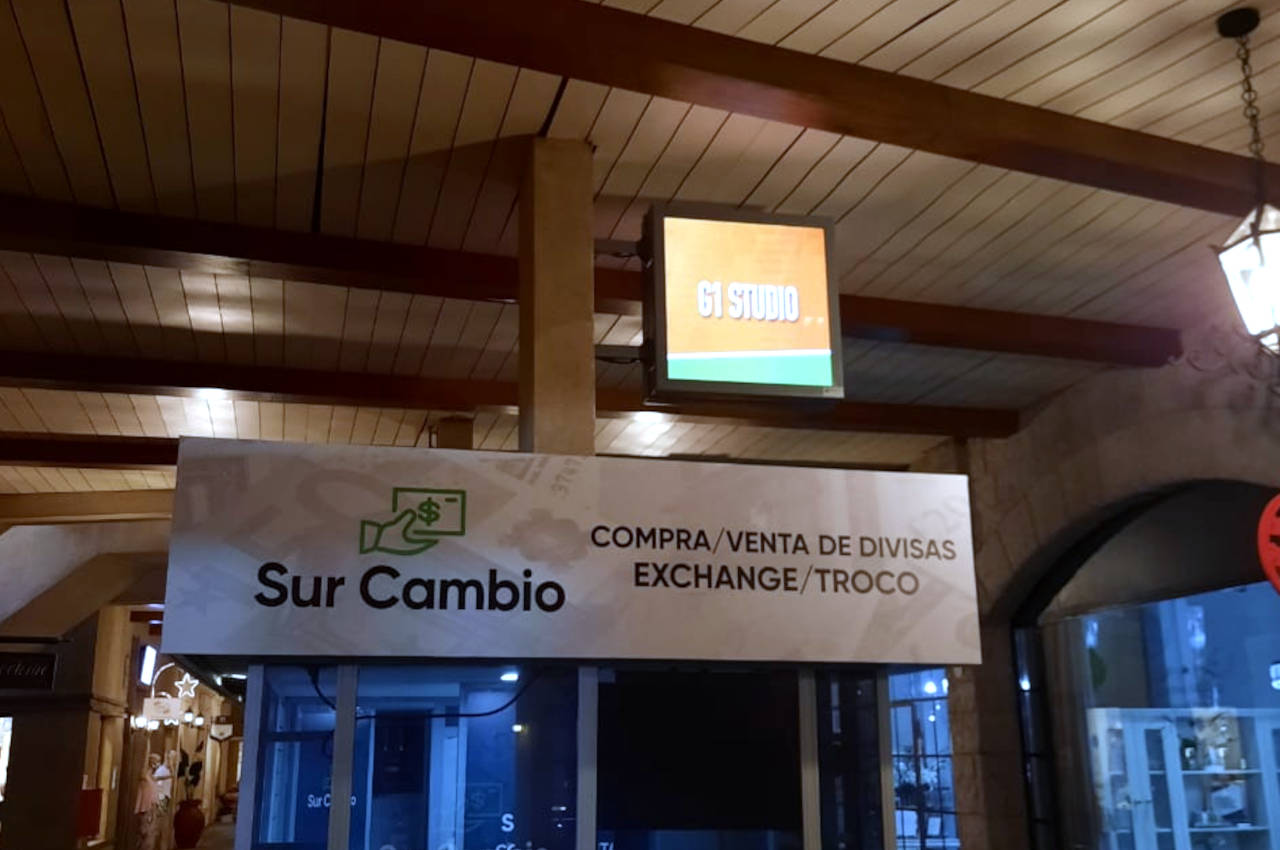 G1 STUDIO
Sur Cambio
COMPRA/VENTA DE DIVISAS
EXCHANGE/TROCO